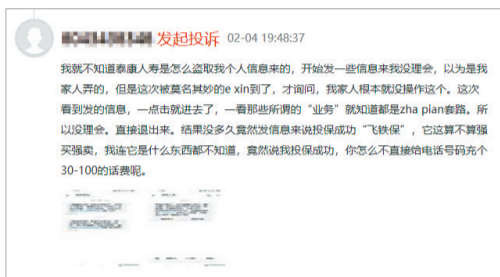 发起投诉 02-04 19:48:37
我就不知道泰康人寿是怎么盗取我个人信息来的，开始发一些信息来我没理会，以为是我
家人弄的，但是这次被莫名其妙的e xin到了，才询问，我家人根本就没操作这个。这次
看到发的信息，一点击就进去了，一看那些所谓的“业务”就知道都是zha pian套路。所
以没理会。直接退出来。结果没多久竟然发信息来说投保成功“飞铁保”，它这算不算强
买强卖，我连它是什么东西都不知道，竟然说我投保成功，你怎么不直接给电话号码充个
30-100的话费呢。